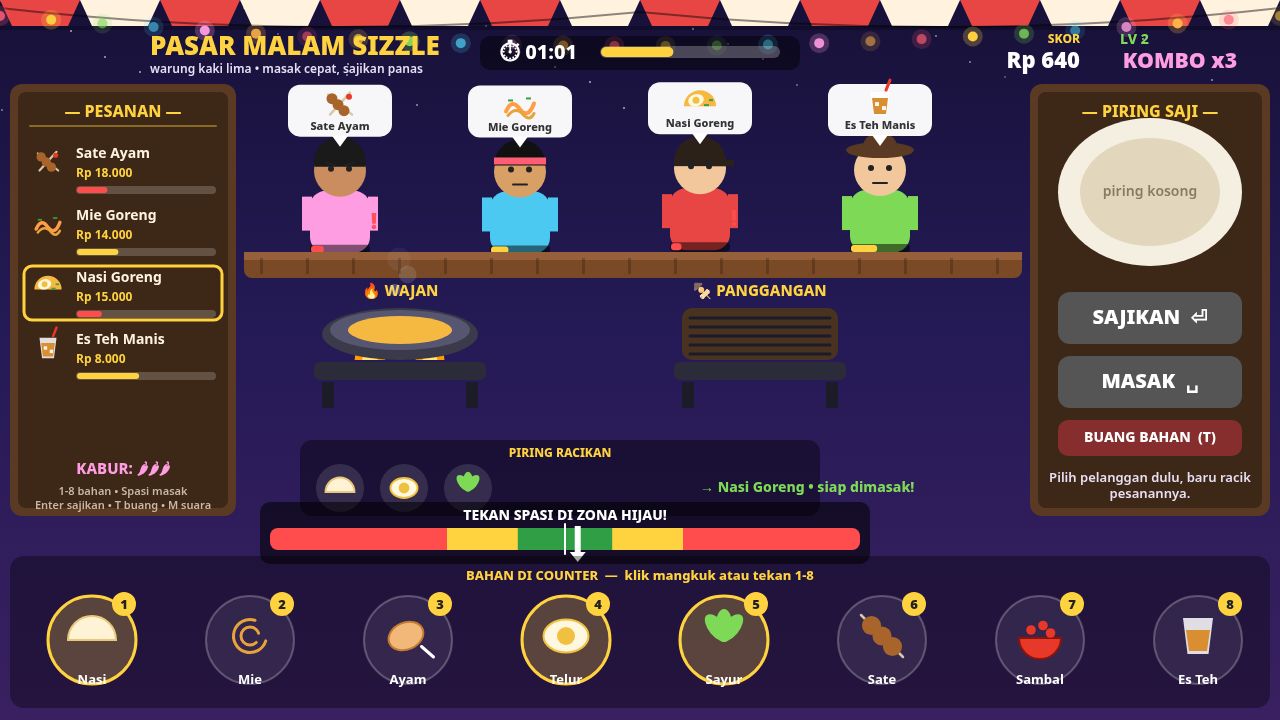 PASAR MALAM SIZZLE
warung kaki lima • masak cepat, sajikan panas
⏱ 01:01
SKOR
Rp 640
LV 2
KOMBO x3
— PESANAN —
Sate Ayam
Rp 18.000
Mie Goreng
Rp 14.000
Nasi Goreng
Rp 15.000
Es Teh Manis
Rp 8.000
KABUR: 🌶🌶🌶
1-8 bahan • Spasi masak
Enter sajikan • T buang • M suara
Sate Ayam
Mie Goreng
Nasi Goreng
Es Teh Manis
!
!
🔥 WAJAN
🍢 PANGGANGAN
— PIRING SAJI —
piring kosong
SAJIKAN ⏎
MASAK ␣
BUANG BAHAN (T)
Pilih pelanggan dulu, baru racik
pesanannya.
PIRING RACIKAN
→ Nasi Goreng • siap dimasak!
TEKAN SPASI DI ZONA HIJAU!
BAHAN DI COUNTER — klik mangkuk atau tekan 1-8
1
Nasi
2
Mie
3
Ayam
4
Telur
5
Sayur
6
Sate
7
Sambal
8
Es Teh